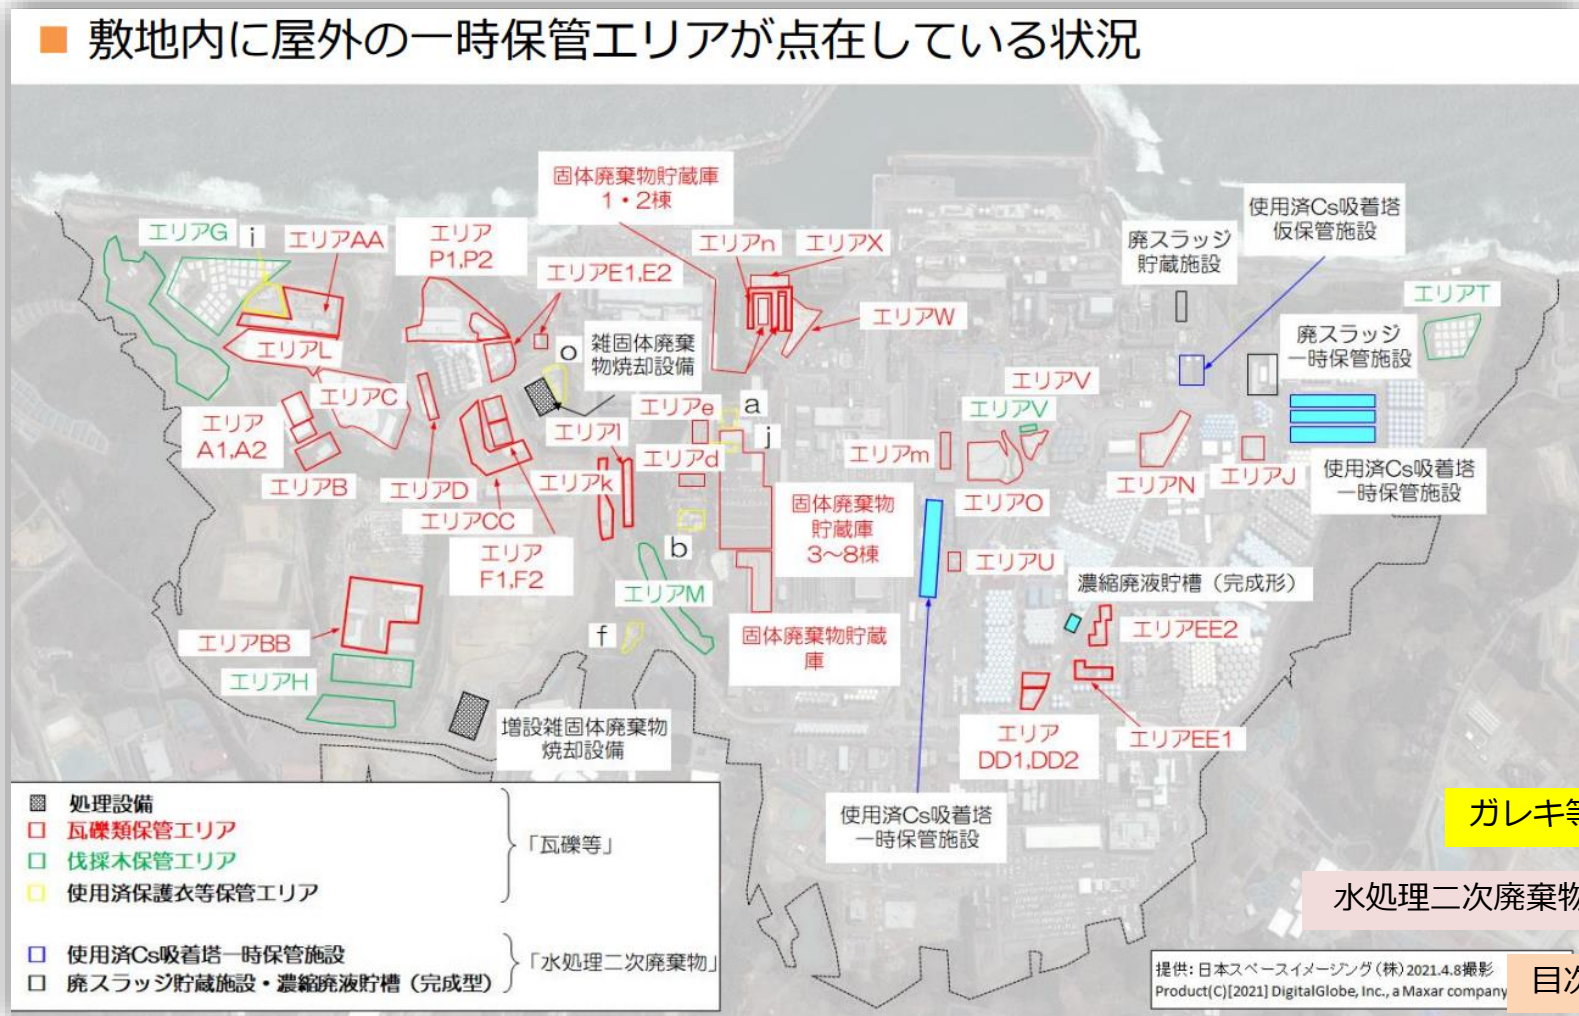 ■ 敷地内に屋外の一時保管エリアが点在している状況
固体廃棄物貯蔵庫
1・2棟
使用済Cs吸着塔
仮保管施設
エリアG
i
エリアAA
エリア
P1,P2
エリアn
エリアX
廃スラッジ
貯蔵施設
エリアE1,E2
エリアT
エリアW
廃スラッジ
一時保管施設
エリアL
o
雑固体廃棄
物焼却設備
エリアV
エリアC
エリアe
a
エリアV
エリア
A1,A2
エリアl
j
エリアd
エリアm
エリアB
エリアD
エリアk
エリアN
エリアJ
使用済Cs吸着塔
一時保管施設
エリアCC
固体廃棄物
貯蔵庫
3～8棟
エリアO
エリア
F1,F2
b
エリアU
濃縮廃液貯槽（完成形）
エリアM
エリアBB
f
固体廃棄物貯蔵
庫
エリアEE2
エリアH
増設雑固体廃棄物
焼却設備
エリア
DD1,DD2
エリアEE1
使用済Cs吸着塔
一時保管施設
処理設備
瓦礫類保管エリア
伐採木保管エリア
使用済保護衣等保管エリア
「瓦礫等」
使用済Cs吸着塔一時保管施設
廃スラッジ貯蔵施設・濃縮廃液貯槽（完成型）
「水処理二次廃棄物」
ガレキ等
水処理二次廃棄物
提供：日本スペースイメージング（株）2021.4.8撮影
Product(C)[2021] DigitalGlobe, Inc., a Maxar company
目次